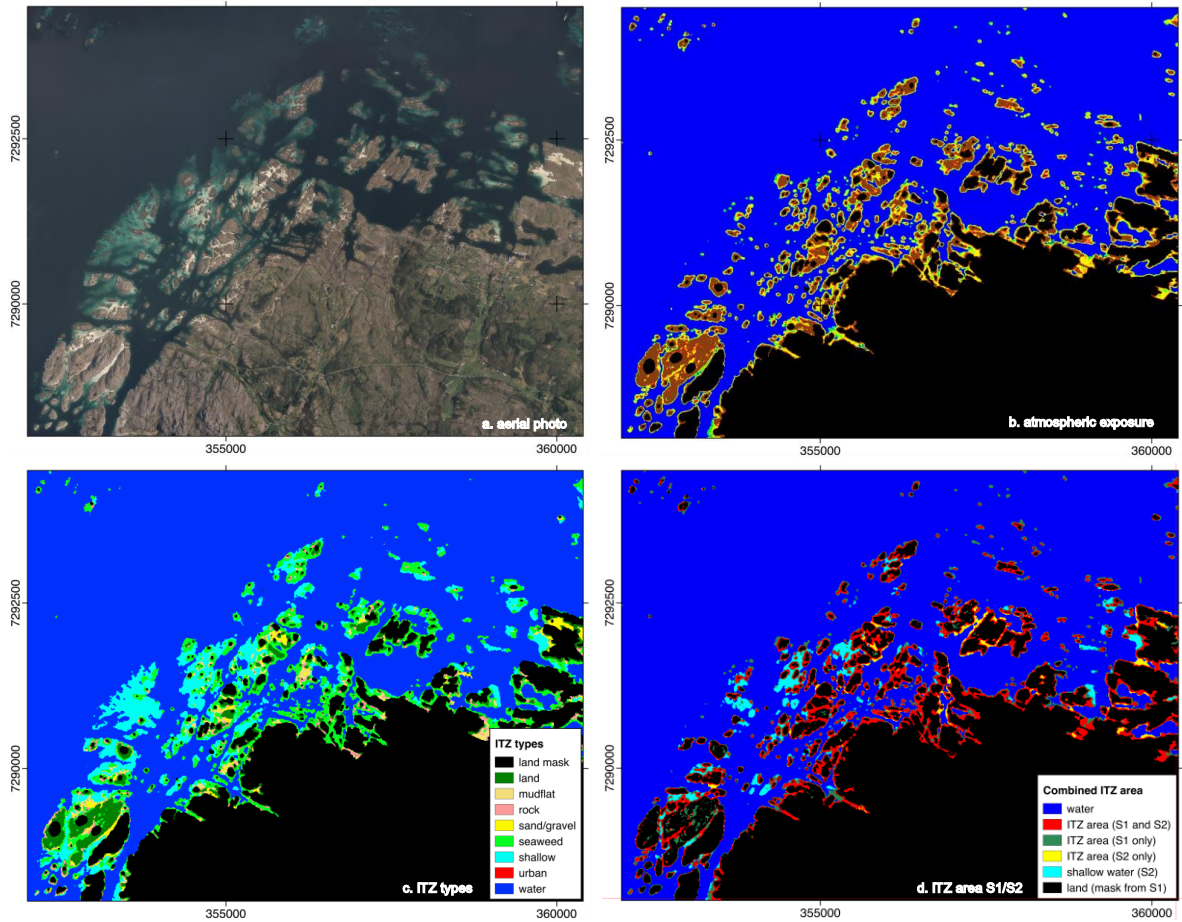 7292500
7290000
a. aerial photo
355000
360000
7292500
7290000
b. atmospheric exposure
355000
360000
7292500
7290000
ITZ types
land mask
land
mudflat
rock
sand/gravel
seaweed
shallow
urban
water
c. ITZ types
355000
360000
7292500
7290000
Combined ITZ area
water
ITZ area (S1 and S2)
ITZ area (S1 only)
ITZ area (S2 only)
shallow water (S2)
land (mask from S1)
d. ITZ area S1/S2
355000
360000